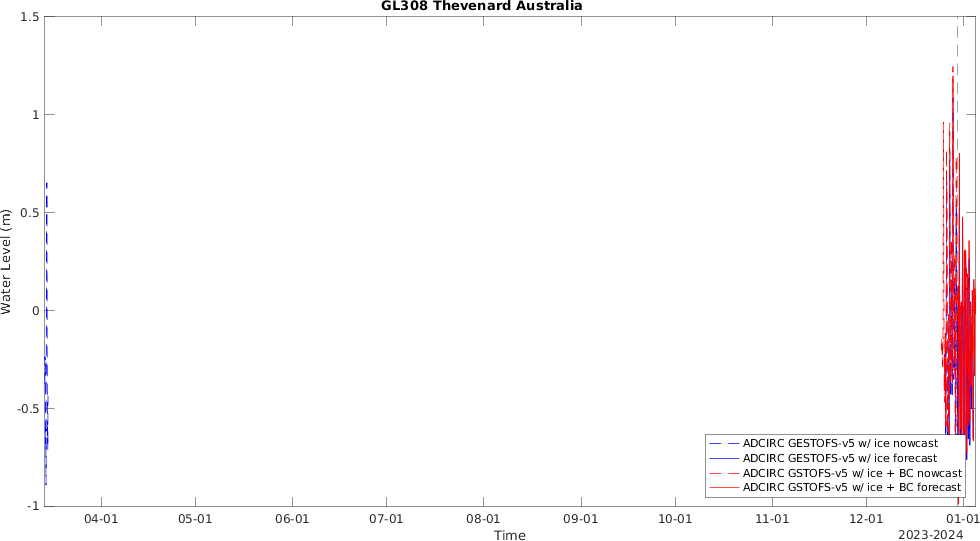 GL308 Thevenard Australia
1.5
1
0.5
0
-0.5
-1
Water Level (m)
ADCIRC GESTOFS-v5 w/ ice nowcast
ADCIRC GESTOFS-v5 w/ ice forecast
ADCIRC GSTOFS-v5 w/ ice + BC nowcast
ADCIRC GSTOFS-v5 w/ ice + BC forecast
04-01 05-01 06-01 07-01 08-01 09-01 10-01 11-01 12-01 01-01
Time
2023-2024